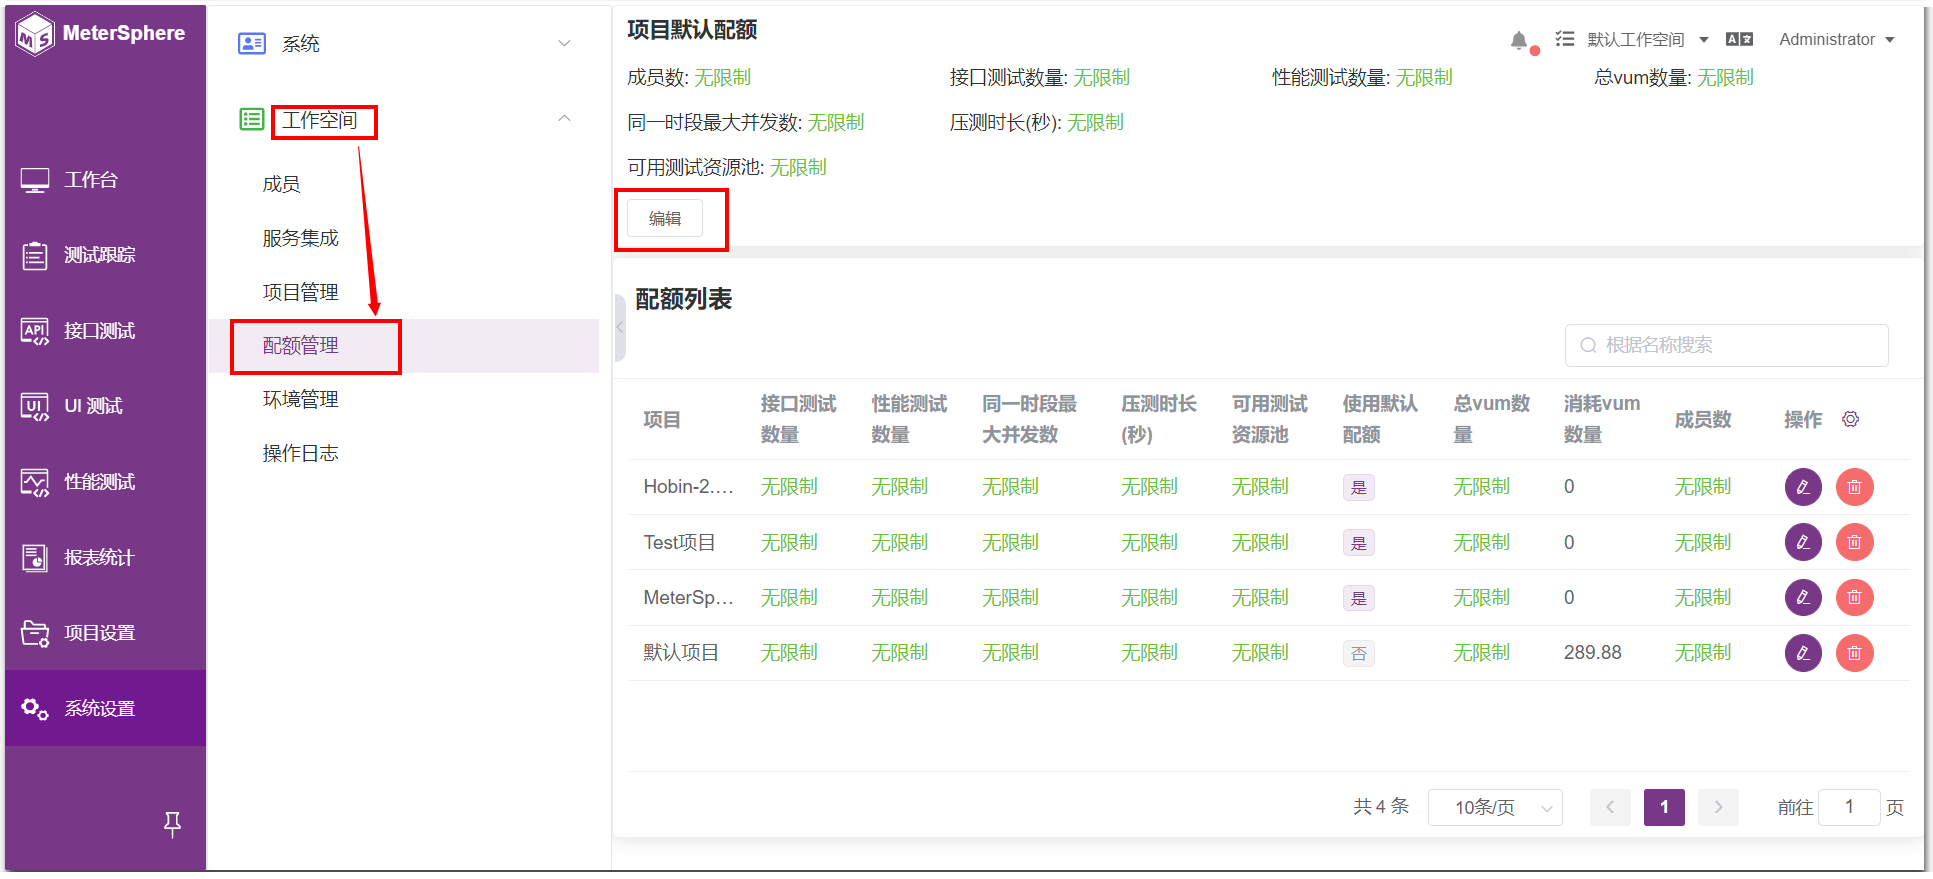 MeterSphere
工作台
测试跟踪
接口测试
UI 测试
性能测试
报表统计
项目设置
系统设置
系统
工作空间
成员
服务集成
项目管理
配额管理
环境管理
操作日志
项目默认配额
默认工作空间 Administrator
成员数: 无限制 接口测试数量: 无限制 性能测试数量: 无限制 总vum数量: 无限制
同一时段最大并发数: 无限制 压测时长(秒): 无限制
可用测试资源池: 无限制
编辑
配额列表
根据名称搜索
项目 接口测试数量 性能测试数量 同一时段最大并发数 压测时长(秒) 可用测试资源池 使用默认配额 总vum数量 消耗vum数量 成员数 操作
Hobin-2.... 无限制 无限制 无限制 无限制 无限制 是 无限制 0 无限制
Test项目 无限制 无限制 无限制 无限制 无限制 是 无限制 0 无限制
MeterSp... 无限制 无限制 无限制 无限制 无限制 是 无限制 0 无限制
默认项目 无限制 无限制 无限制 无限制 无限制 否 无限制 289.88 无限制
共 4 条 10条/页 1 前往 1 页